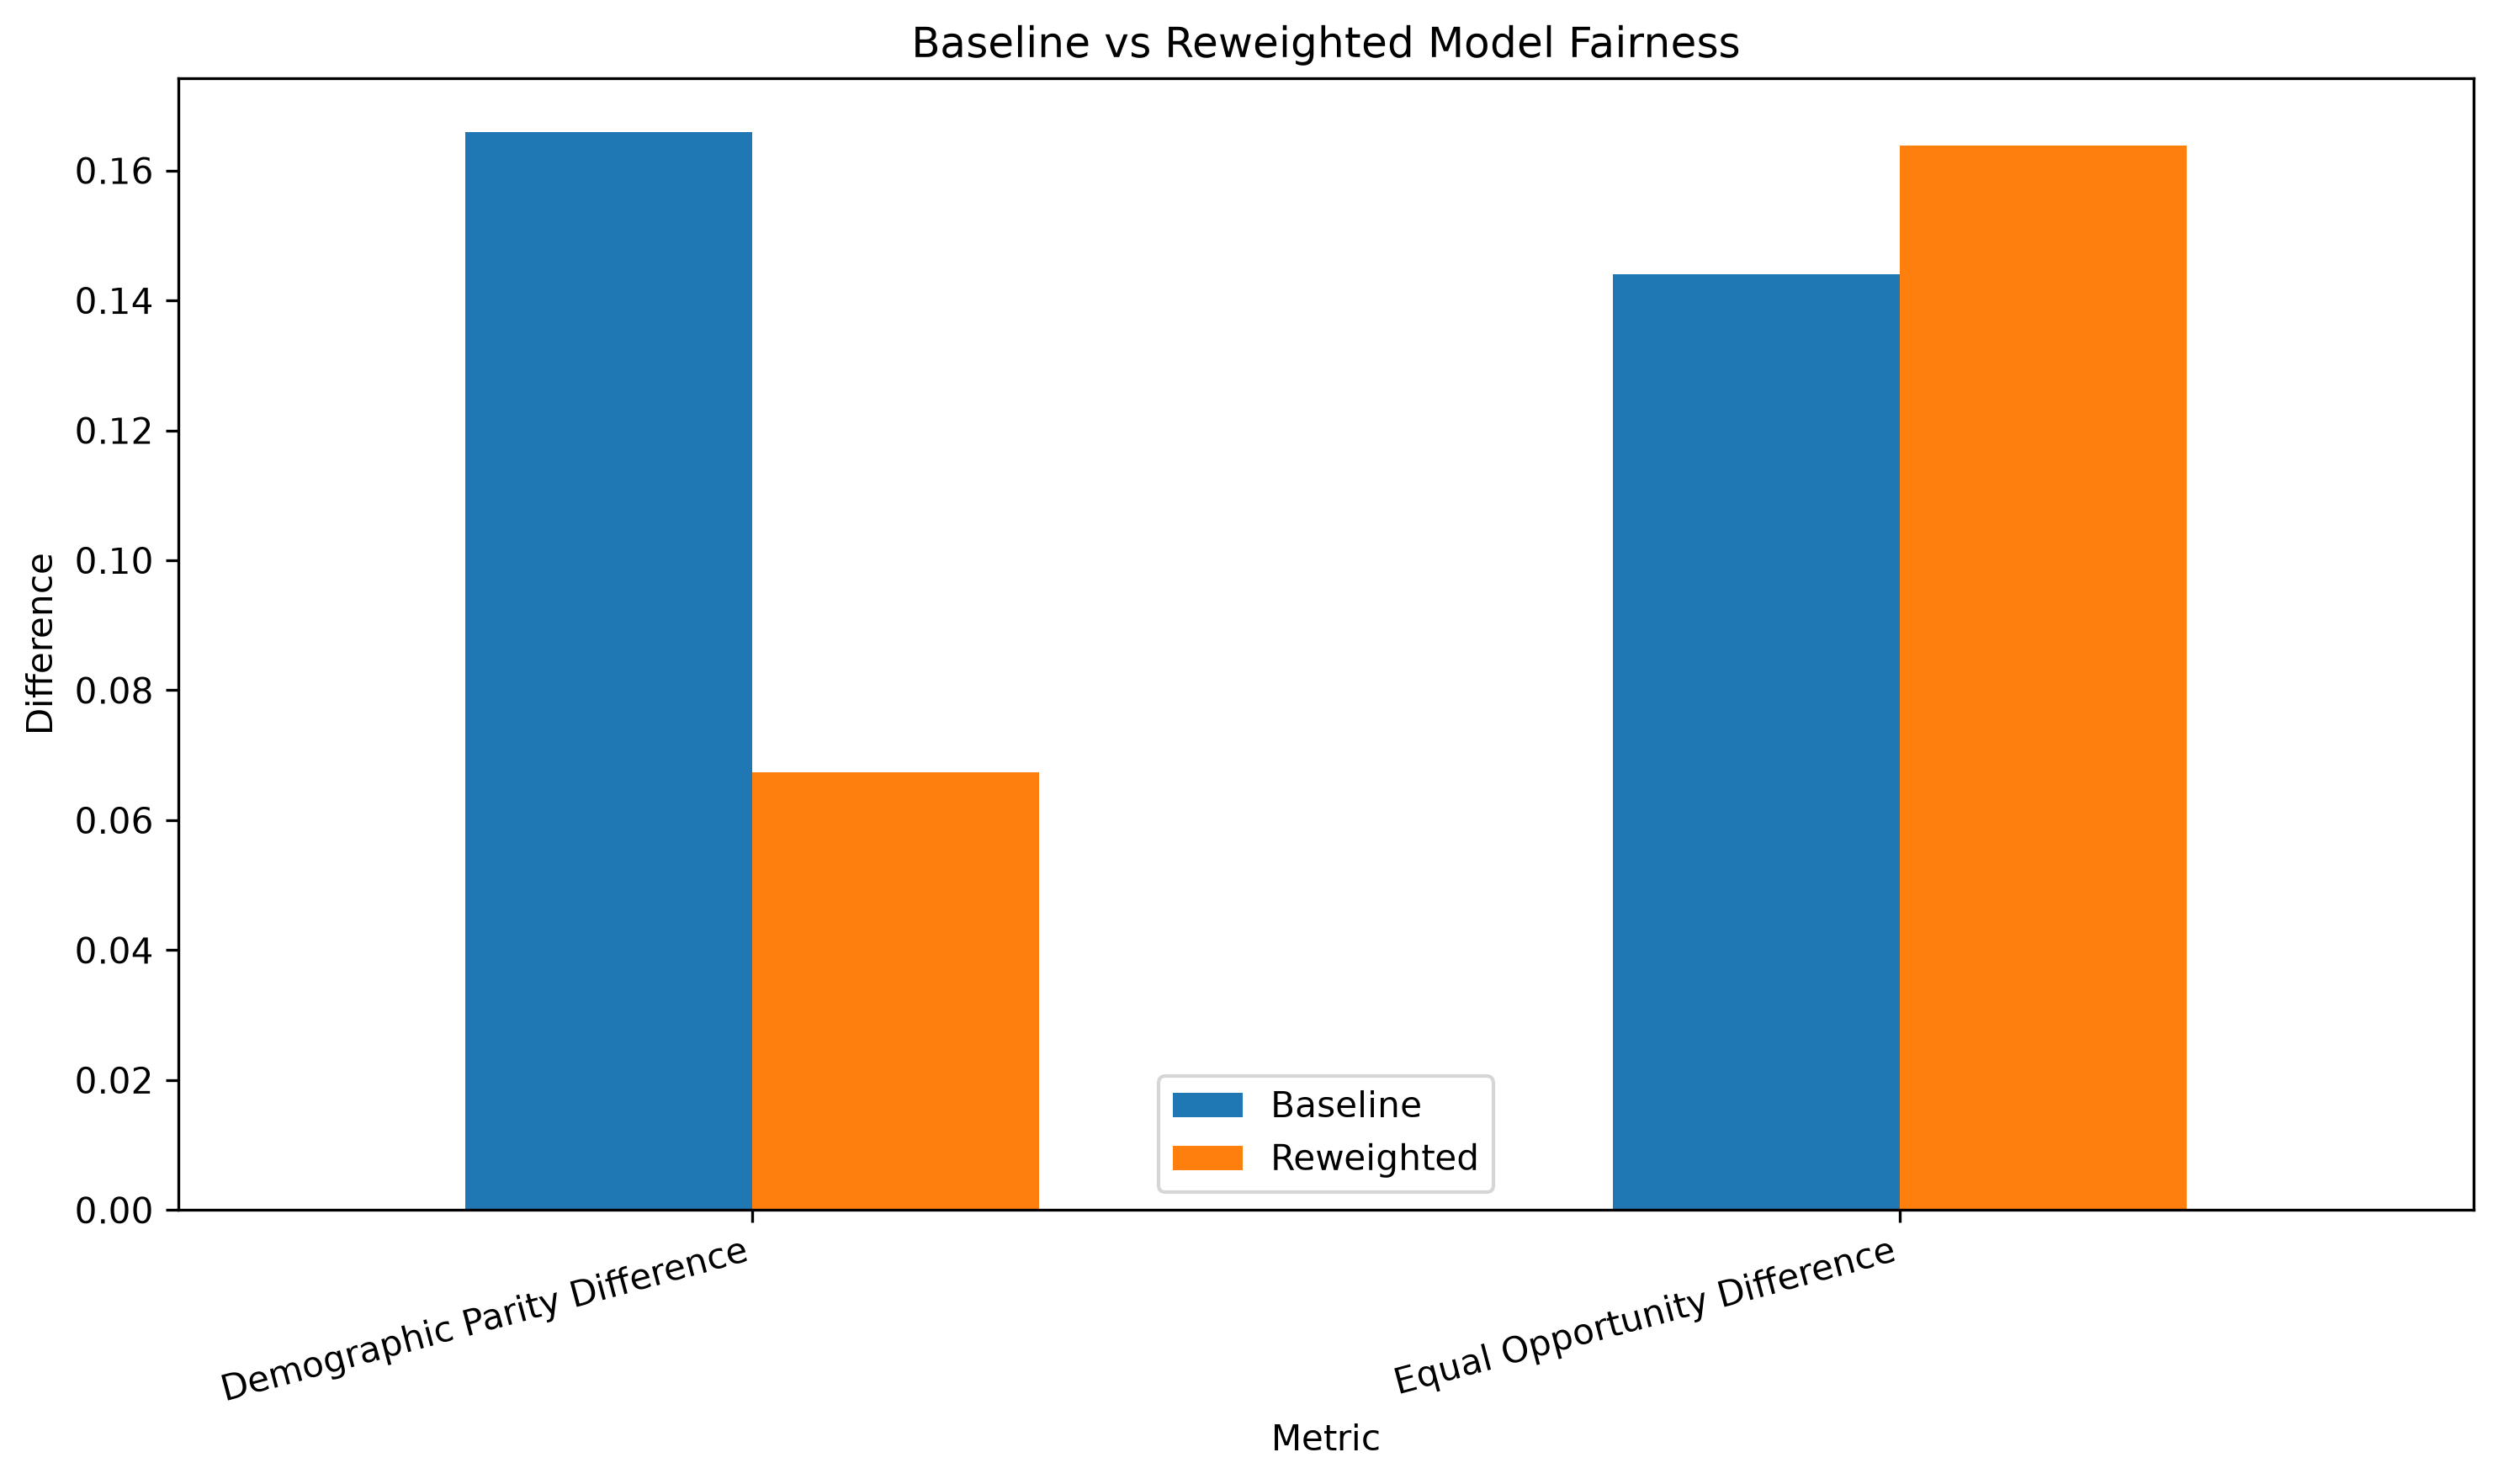 Baseline vs Reweighted Model Fairness
0.16
0.14
0.12
0.10
0.08
0.06
0.04
0.02
0.00
Difference
Baseline
Reweighted
Demographic Parity Difference
Equal Opportunity Difference
Metric